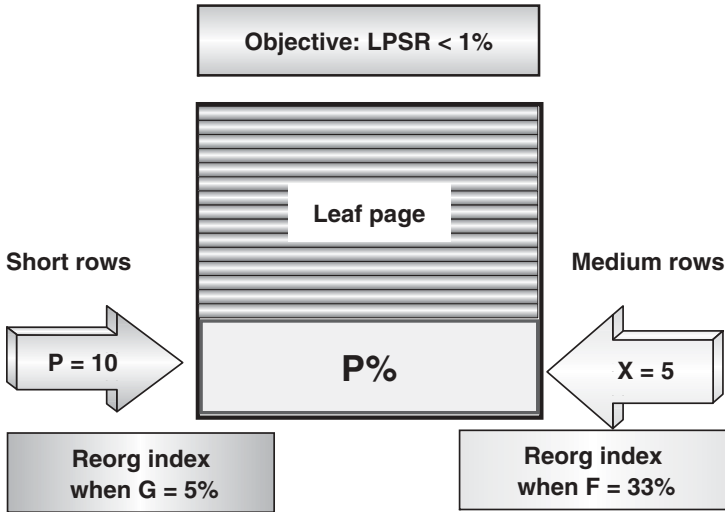 Objective: LPSR < 1%
Leaf page
Short rows
Medium rows
P = 10
P%
X = 5
Reorg index
when G = 5%
Reorg index
when F = 33%